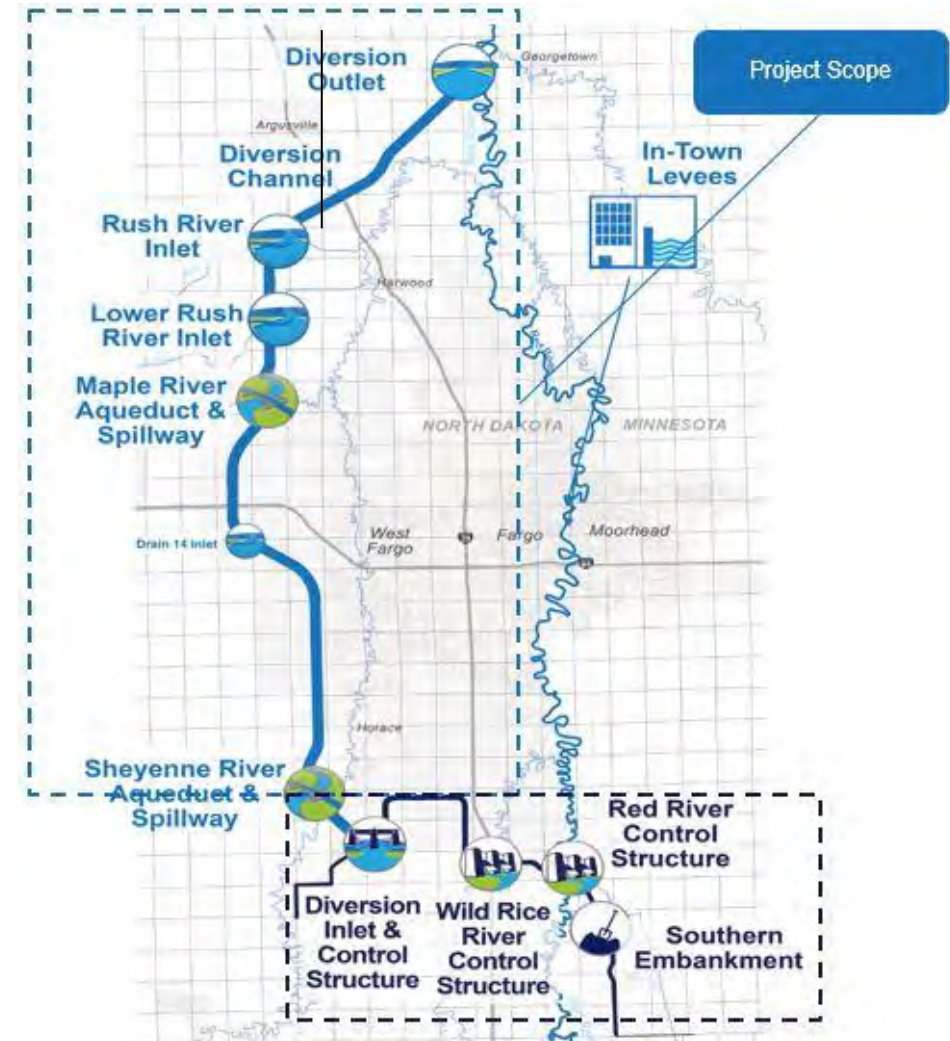 Diversion
Outlet
Georgetown
Project Scope
Argusville
Diversion
Channel
In-Town
Levees
Rush River
Inlet
Harwood
Lower Rush
River Inlet
Maple River
Aqueduct &
Spillway
NORTH DAKOTA
MINNESOTA
Drain 14 Inlet
West
Fargo
Fargo
Moorhead
Horace
Sheyenne River
Aqueduct &
Spillway
Red River
Control
Structure
Diversion
Inlet &
Control
Structure
Wild Rice
River
Control
Structure
Southern
Embankment